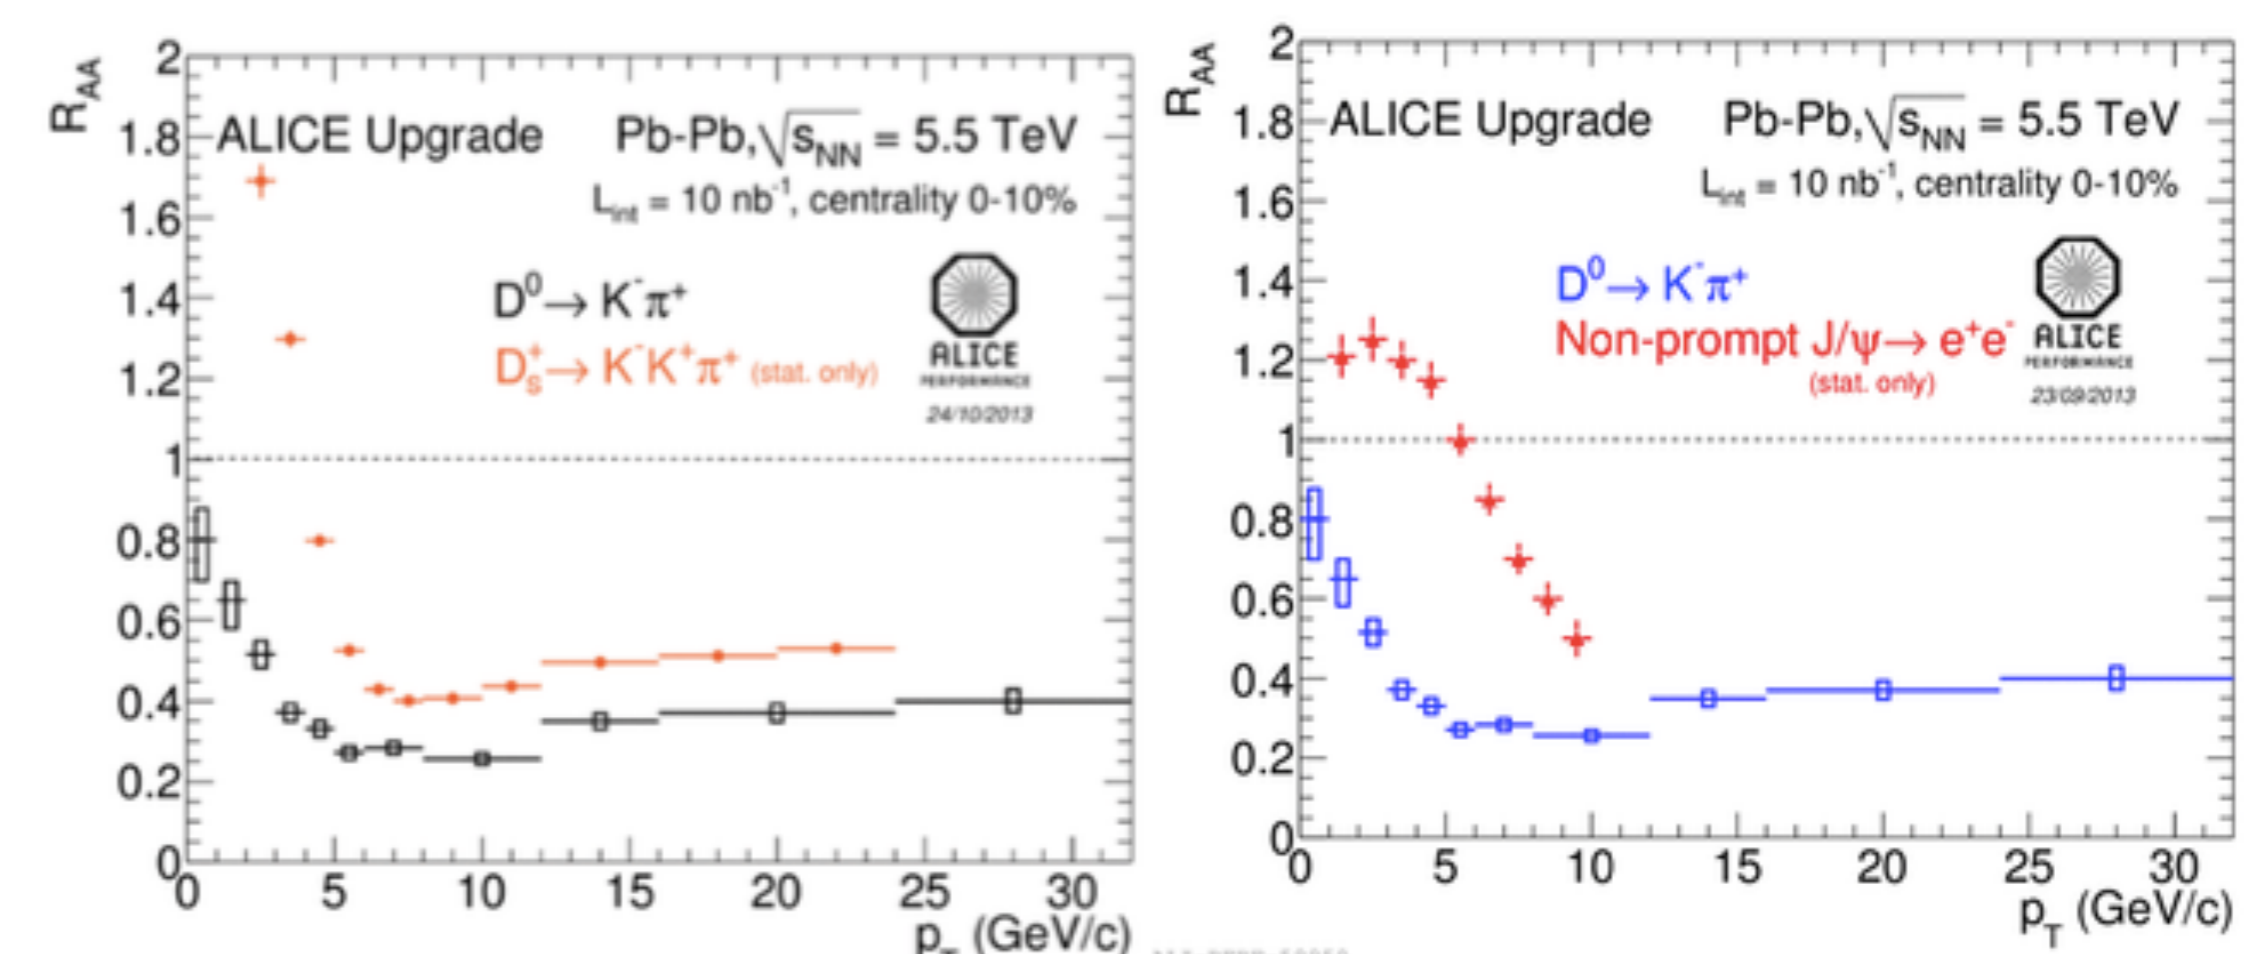 R_AA
2
1.8
1.6
1.4
1.2
1
0.8
0.6
0.4
0.2
0
ALICE Upgrade
Pb-Pb, √s_NN = 5.5 TeV
L_int = 10 nb^-1, centrality 0-10%
D^0→ K^-π^+
D_s^+→ K^-K^+π^+ (stat. only)
ALICE
PERFORMANCE
24/10/2013
0 5 10 15 20 25 30
p_T (GeV/c)
R_AA
2
1.8
1.6
1.4
1.2
1
0.8
0.6
0.4
0.2
0
ALICE Upgrade
Pb-Pb, √s_NN = 5.5 TeV
L_int = 10 nb^-1, centrality 0-10%
D^0→ K^-π^+
Non-prompt J/ψ→ e^+e^-
(stat. only)
ALICE
PERFORMANCE
23/09/2013
0 5 10 15 20 25 30
p_T (GeV/c)